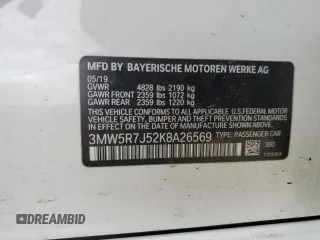 MFD. BY BAYERISCHE MOTOREN WERKE AG
05/19
GVWR 4828 lbs 2190 kg
GAWR FRONT 2359 lbs 1072 kg
GAWR REAR 2359 lbs 1220 kg
THIS VEHICLE CONFORMS TO ALL APPLICABLE
FEDERAL MOTOR VEHICLE SAFETY, BUMPER,
AND THEFT PREVENTION STANDARDS IN EFFECT
ON THE DATE OF MANUFACTURE SHOWN ABOVE.
3MW5R7J52K8A26569
TYPE: PASSENGER CAR
300
AUTOBIDMASTER